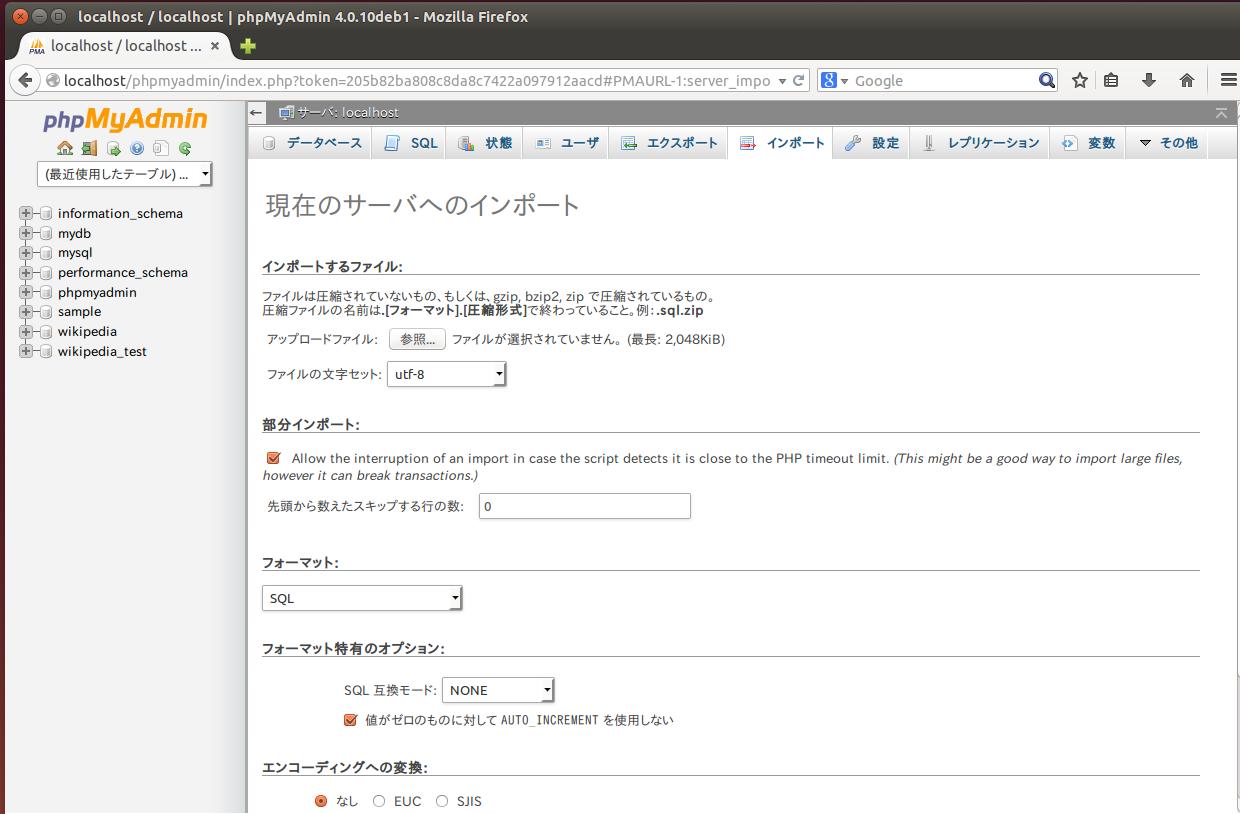 localhost / localhost | phpMyAdmin 4.0.10deb1 - Mozilla Firefox
PMA localhost / localhost ...
localhost/phpmyadmin/index.php?token=205b82ba808c8da8c7422a097912aacd#PMAURL-1:server_impo
8 Google
phpMyAdmin
サーバ: localhost
データベース SQL 状態 ユーザ エクスポート インポート 設定 レプリケーション 変数 その他
(最近使用したテーブル) ...
information_schema
mydb
mysql
performance_schema
phpmyadmin
sample
wikipedia
wikipedia_test
現在のサーバへのインポート
インポートするファイル:
ファイルは圧縮されていないもの、もしくは、gzip, bzip2, zip で圧縮されているもの。
圧縮ファイルの名前は.[フォーマット].[圧縮形式]で終わっていること。例: .sql.zip
アップロードファイル: 参照... ファイルが選択されていません。 (最長: 2,048KiB)
ファイルの文字セット: utf-8
部分インポート:
Allow the interruption of an import in case the script detects it is close to the PHP timeout limit. (This might be a good way to import large files,
however it can break transactions.)
先頭から数えたスキップする行の数: 0
フォーマット:
SQL
フォーマット特有のオプション:
SQL 互換モード: NONE
値がゼロのものに対して AUTO_INCREMENT を使用しない
エンコーディングへの変換:
なし EUC SJIS